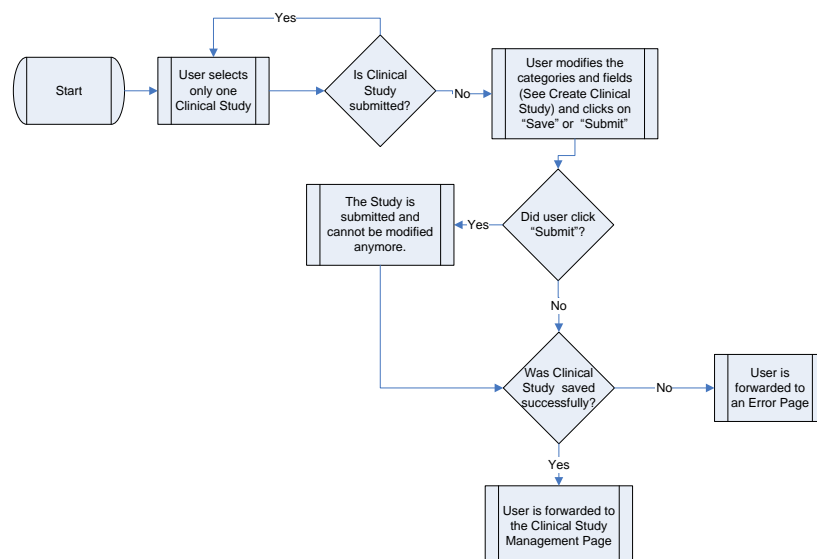 Yes
Start
User selects
only one
Clinical Study
Is Clinical
Study
submitted?
No
User modifies the
categories and fields
(See Create Clinical
Study) and clicks on
“Save” or “Submit”
The Study is
submitted and
cannot be modified
anymore.
Yes
Did user click
“Submit”?
No
Was Clinical
Study saved
successfully?
No
User is
forwarded to
an Error Page
Yes
User is forwarded to
the Clinical Study
Management Page